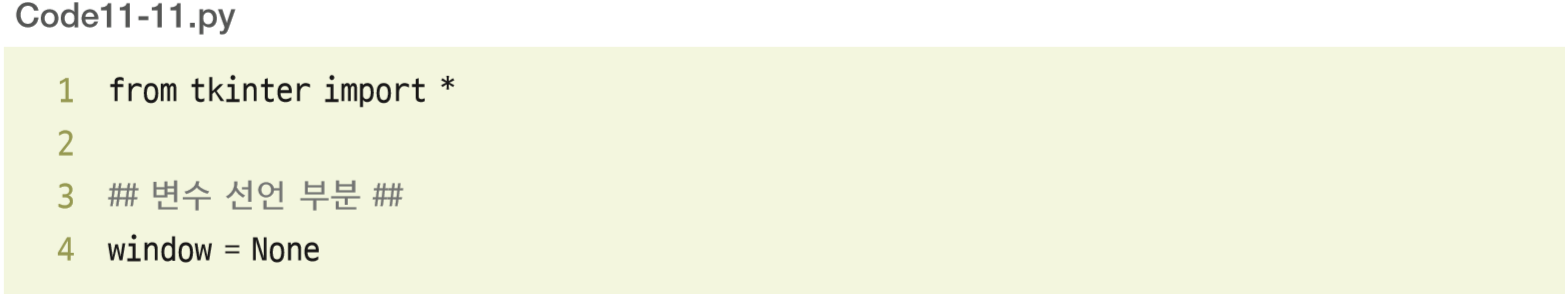 Code11-11.py
1 from tkinter import *
2
3 ## 변수 선언 부분 ##
4 window = None